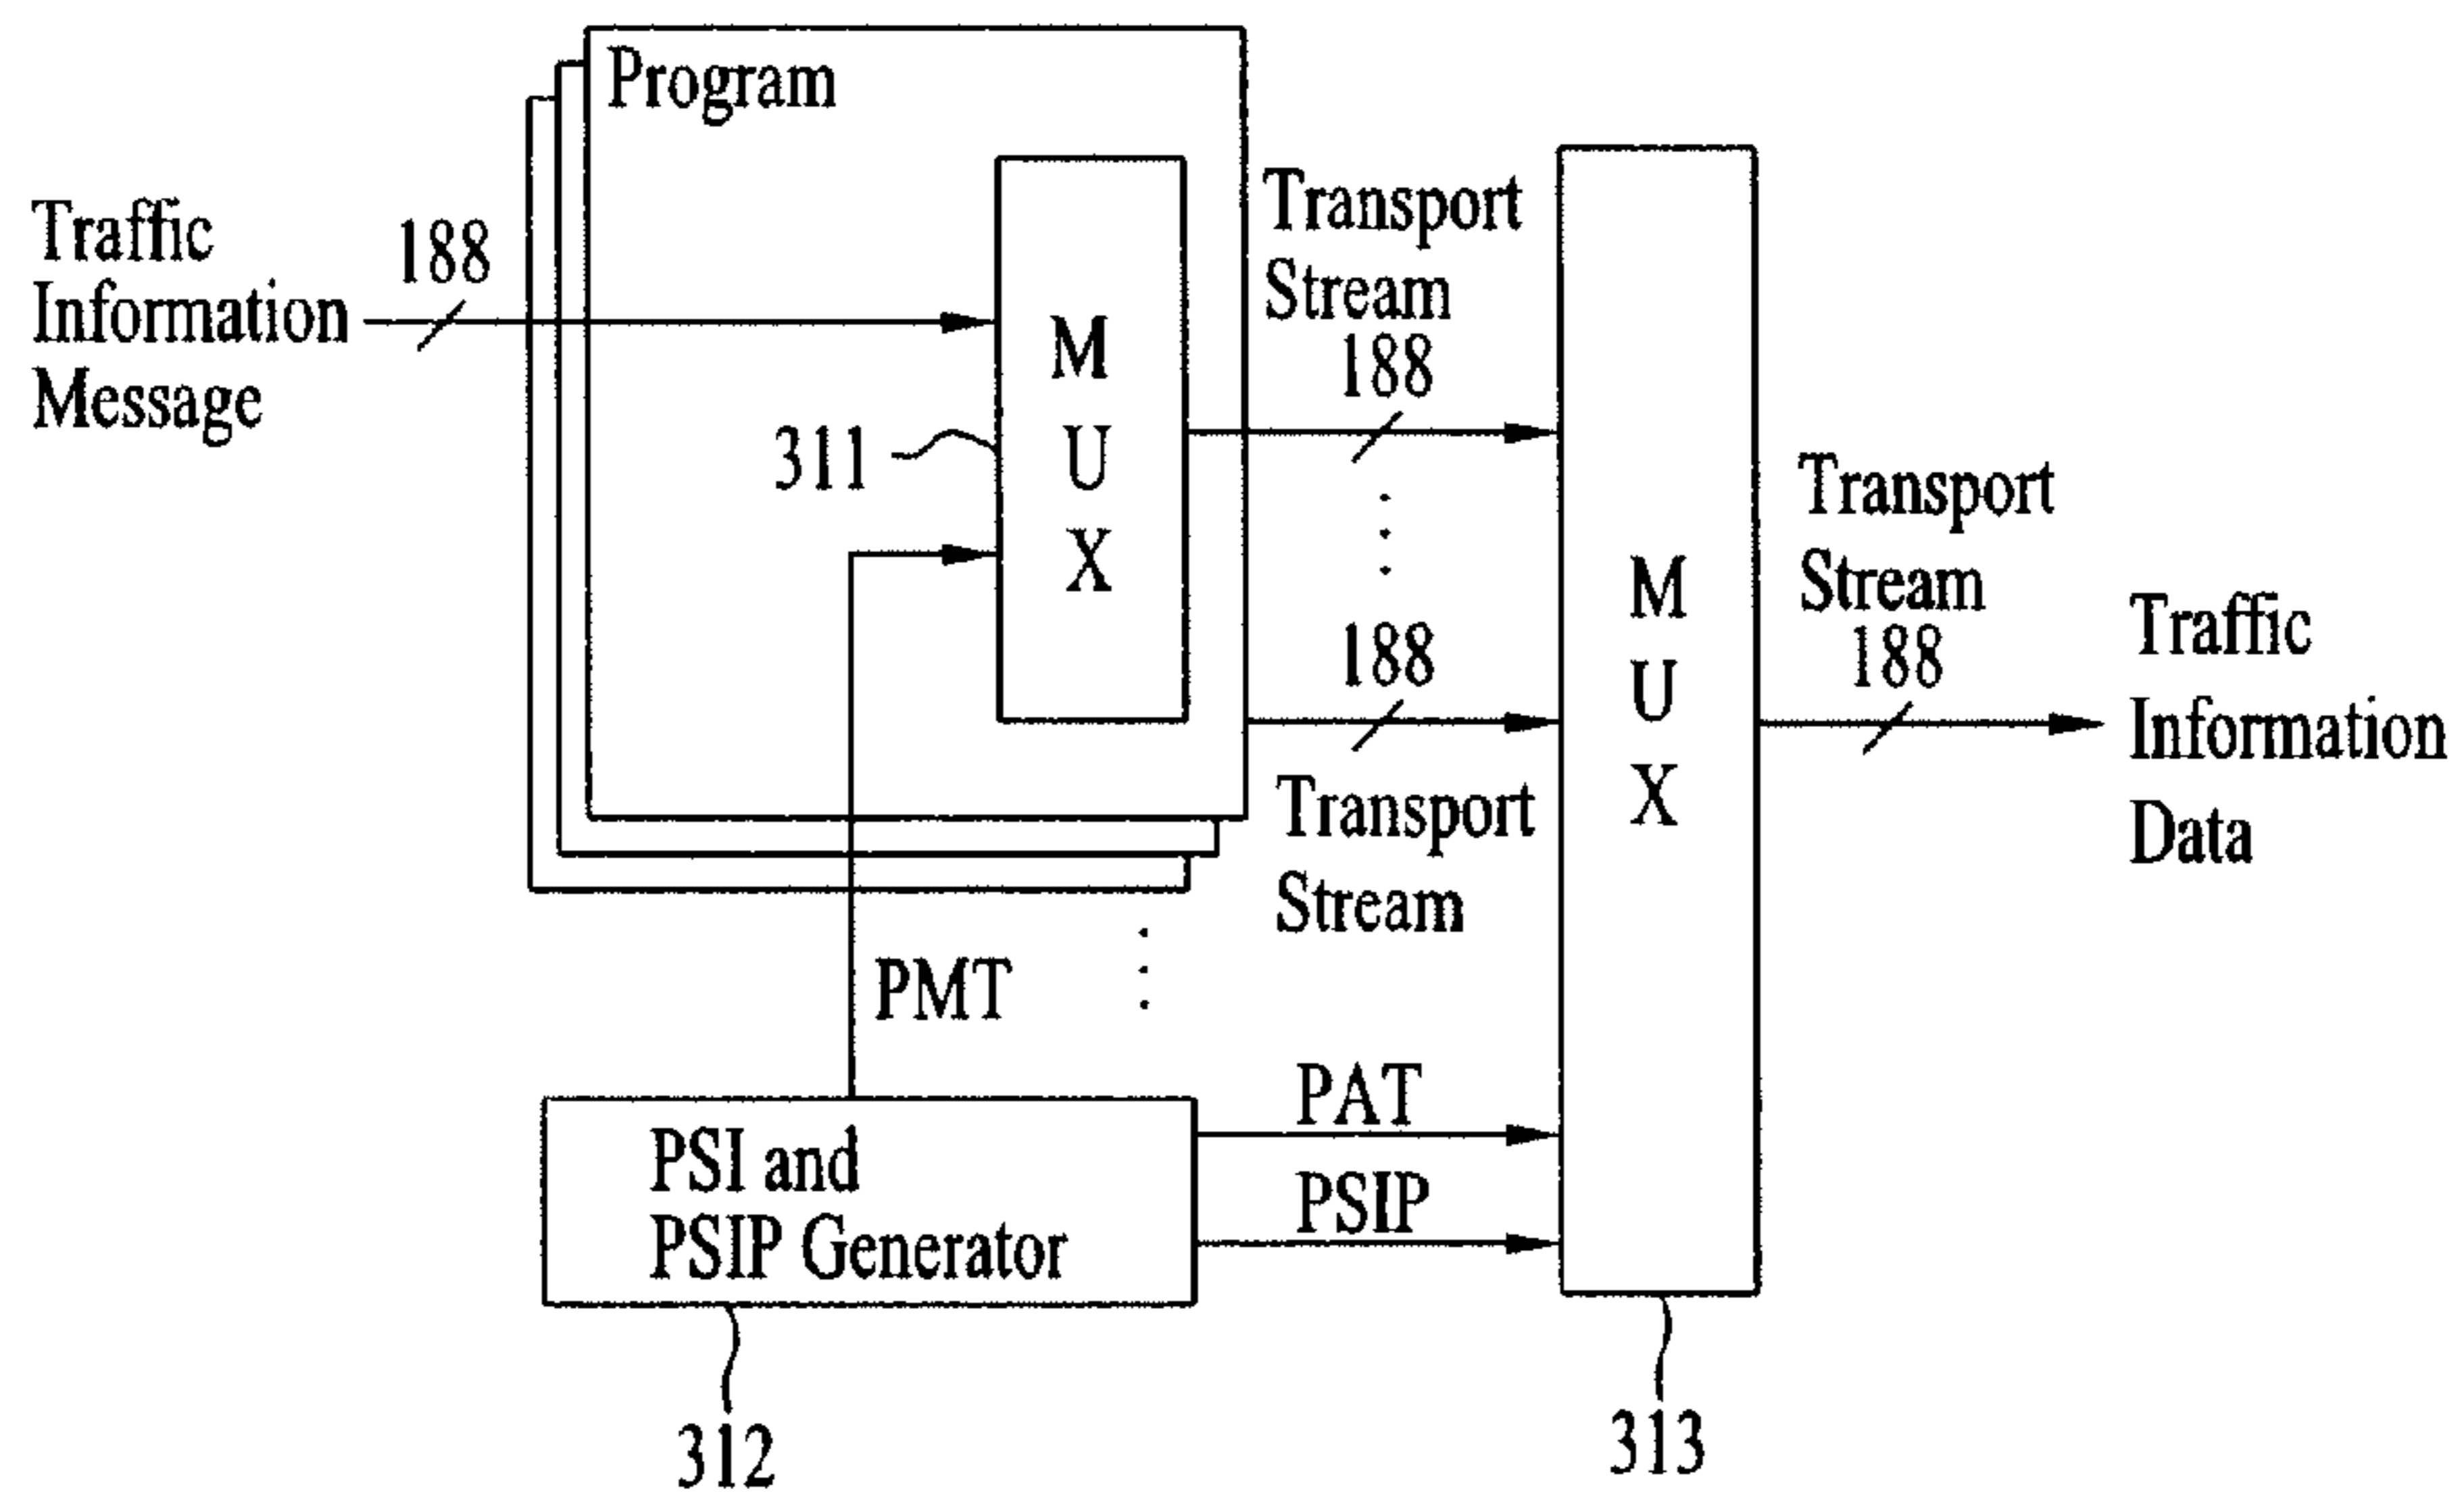 Program
Traffic
Information
Message
188
311
M
U
X
Transport
Stream
188
188
Transport
Stream
M
U
X
Transport
Stream
188
Traffic
Information
Data
PMT
PSI and
PSIP Generator
PAT
PSIP
312
313